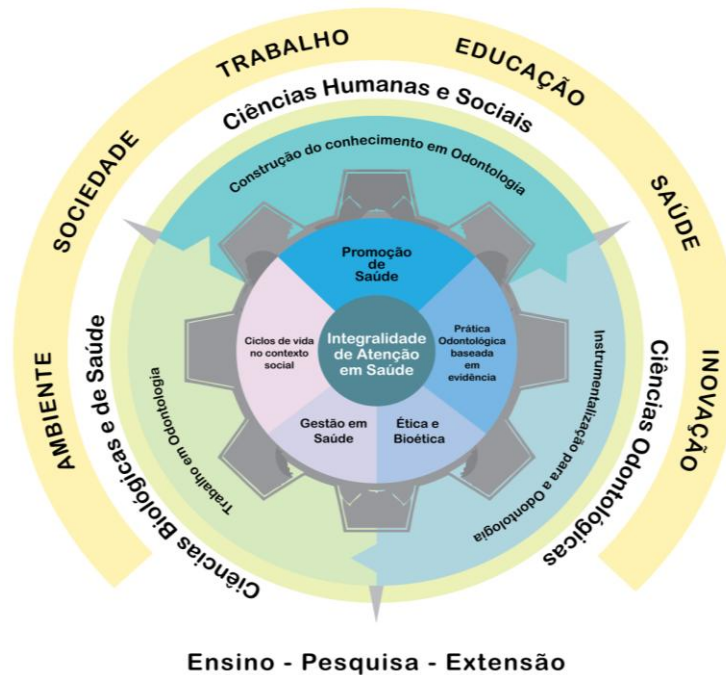 AMBIENTE
SOCIEDADE
TRABALHO
EDUCAÇÃO
SAÚDE
INOVAÇÃO
Ciências Humanas e Sociais
Ciências Biológicas e de Saúde
Ciências Odontológicas
Construção do conhecimento em Odontologia
Trabalho em Odontologia
Instrumentalização para a Odontologia
Promoção
de
Saúde
Ciclos de vida
no contexto
social
Integralidade
de Atenção
em Saúde
Prática
Odontológica
baseada
em
evidência
Gestão em
Saúde
Ética e
Bioética
Ensino - Pesquisa - Extensão